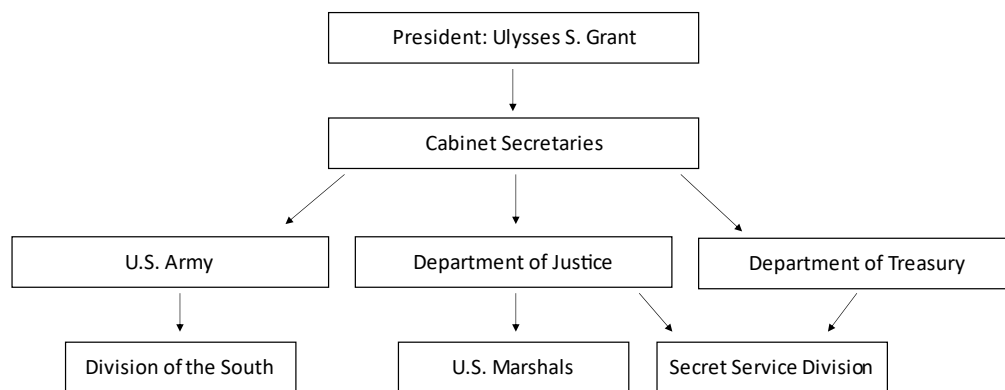 President: Ulysses S. Grant
Cabinet Secretaries
U.S. Army
Department of Justice
Department of Treasury
Division of the South
U.S. Marshals
Secret Service Division